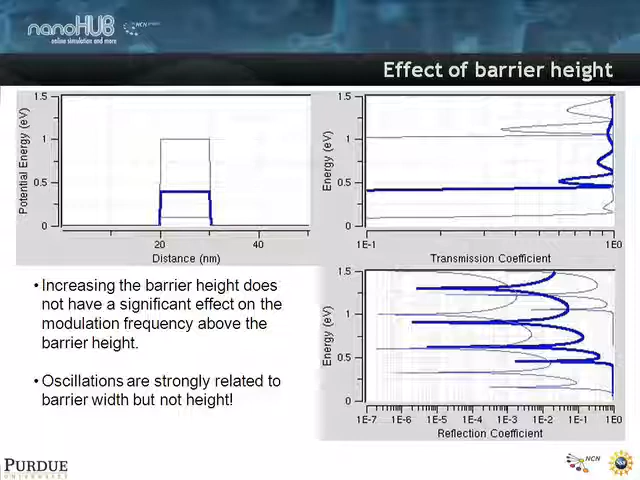 nanoHUB
online simulation and more
NCN
Effect of barrier height
1.5
1
0.5
0
Potential Energy (eV)
20
40
Distance (nm)
1.5
1
0.5
0
Energy (eV)
1E-1
1E0
Transmission Coefficient
• Increasing the barrier height does
not have a significant effect on the
modulation frequency above the
barrier height.
• Oscillations are strongly related to
barrier width but not height!
1.5
1
0.5
0
Energy (eV)
1E-7 1E-6 1E-5 1E-4 1E-3 1E-2 1E-1 1E0
Reflection Coefficient
PURDUE
UNIVERSITY
NCN
NSF